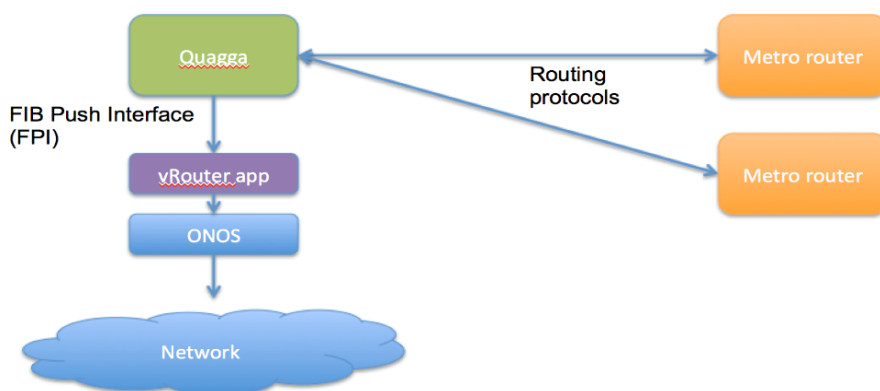 Quagga
Metro router
Routing
protocols
FIB Push Interface
(FPI)
vRouter app
Metro router
ONOS
Network